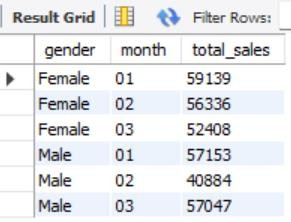 Result Grid Filter Rows:
gender month total_sales
Female 01 59139
Female 02 56336
Female 03 52408
Male 01 57153
Male 02 40884
Male 03 57047